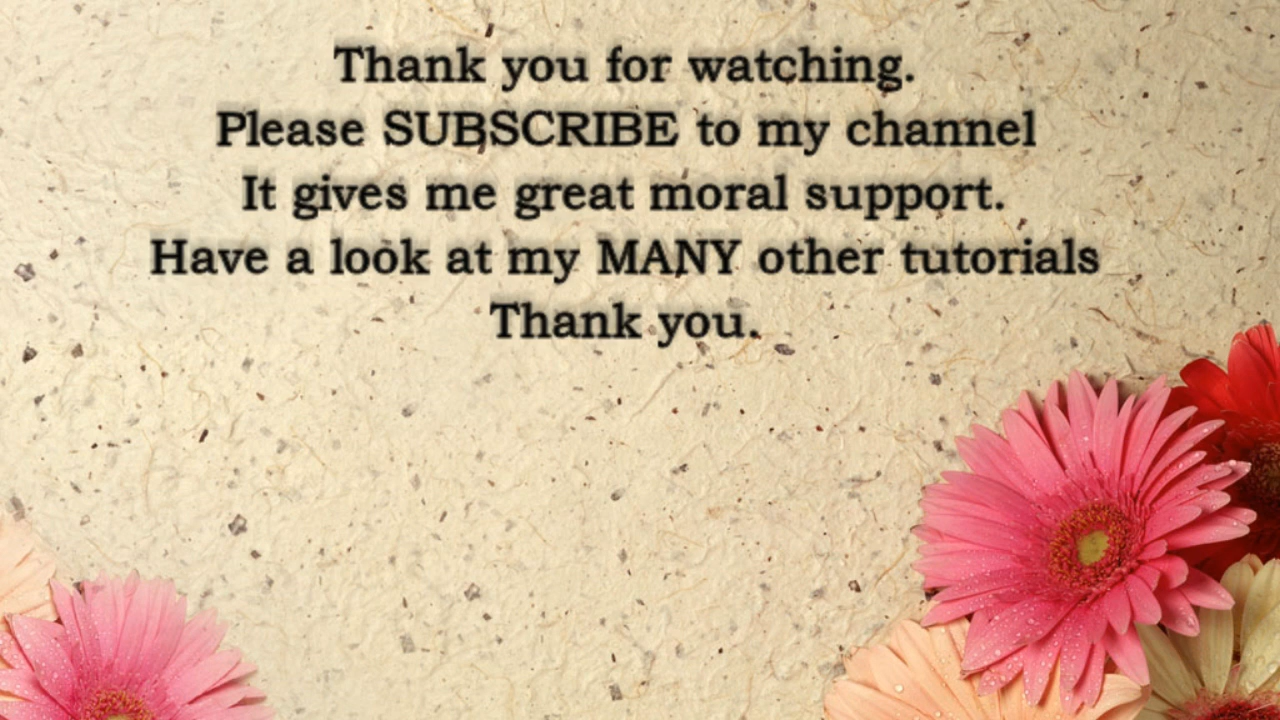 Thank you for watching.
Please SUBSCRIBE to my channel
It gives me great moral support.
Have a look at my MANY other tutorials
Thank you.